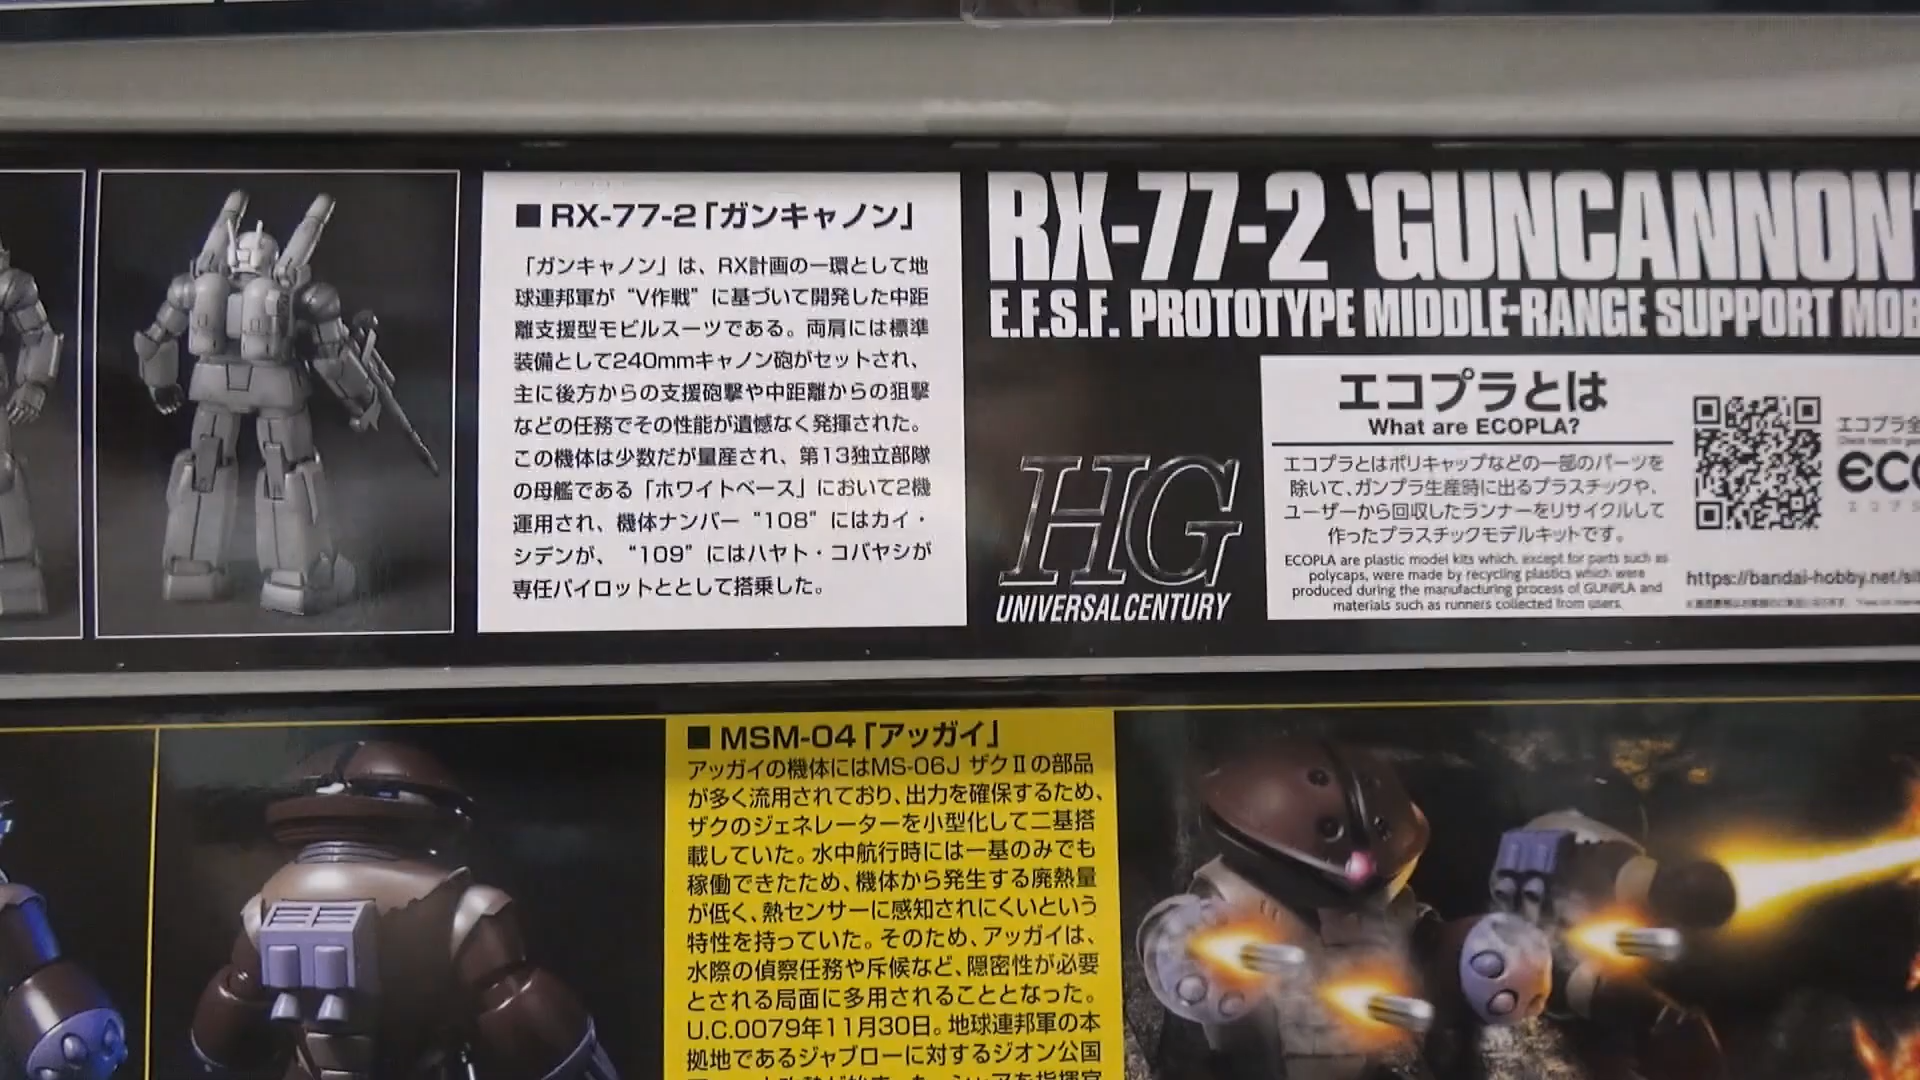 ■RX-77-2「ガンキャノン」
「ガンキャノン」は、RX計画の一環として地
球連邦軍が“V作戦”に基づいて開発した中距
離支援型モビルスーツである。両肩には標準
装備として240mmキャノン砲がセットされ、
主に後方からの支援砲撃や中距離からの狙撃
などの任務でその性能が遺憾なく発揮された。
この機体は少数だが量産され、第13独立部隊
の母艦である「ホワイトベース」において2機
運用され、機体ナンバー“108”にはカイ・
シデンが、“109”にはハヤト・コバヤシが
専任パイロットととして搭乗した。
RX-77-2 'GUNCANNON'
E.F.S.F. PROTOTYPE MIDDLE-RANGE SUPPORT MOB
HG
UNIVERSAL CENTURY
エコプラとは
What are ECOPLA?
エコプラとはポリキャップなどの一部のパーツを
除いて、ガンプラ生産時に出るプラスチックや、
ユーザーから回収したランナーをリサイクルして
作ったプラスチックモデルキットです。
ECOPLA are plastic model kits which, except for parts such as
polycaps, were made by recycling plastics which were
produced during the manufacturing process of GUNPLA and
materials such as runners collected from users.
エコプラ全
ECO
https://bandai-hobby.net/si
■MSM-04「アッガイ」
アッガイの機体にはMS-06J ザクⅡの部品
が多く流用されており、出力を確保するため、
ザクのジェネレーターを小型化して二基搭
載していた。水中航行時には一基のみでも
稼働できたため、機体から発生する廃熱量
が低く、熱センサーに感知されにくいという
特性を持っていた。そのため、アッガイは、
水際の偵察任務や斥候など、隠密性が必要
とされる局面に多用されることとなった。
U.C.0079年11月30日。地球連邦軍の本
拠地であるジャブローに対するジオン公国